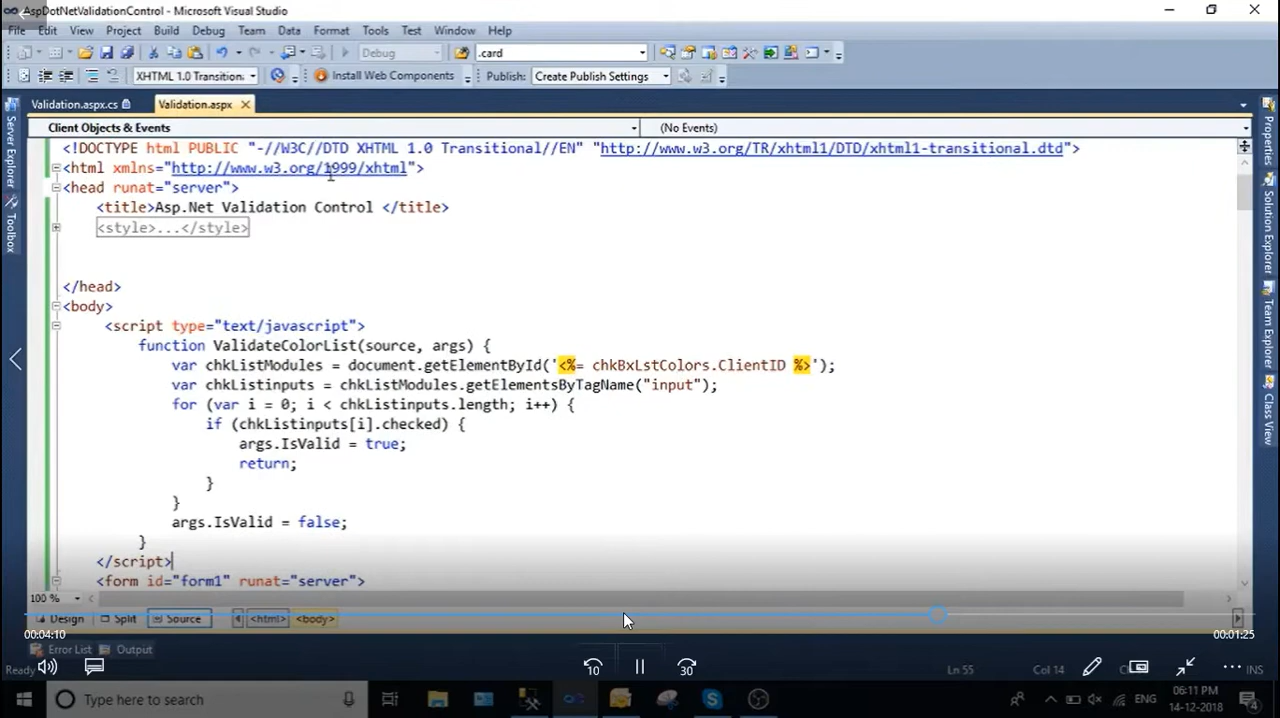 AspDotNetValidationControl - Microsoft Visual Studio
File Edit View Project Build Debug Team Data Format Tools Test Window Help
Debug .card
XHTML 1.0 Transition Install Web Components Publish: Create Publish Settings
Validation.aspx.cs Validation.aspx
Client Objects & Events (No Events)
<!DOCTYPE html PUBLIC "-//W3C//DTD XHTML 1.0 Transitional//EN" "http://www.w3.org/TR/xhtml1/DTD/xhtml1-transitional.dtd">
<html xmlns="http://www.w3.org/1999/xhtml">
<head runat="server">
<title>Asp.Net Validation Control </title>
<style>...</style>
</head>
<body>
<script type="text/javascript">
function ValidateColorList(source, args) {
var chkListModules = document.getElementById('<%= chkBxLstColors.ClientID %>');
var chkListinputs = chkListModules.getElementsByTagName("input");
for (var i = 0; i < chkListinputs.length; i++) {
if (chkListinputs[i].checked) {
args.IsValid = true;
return;
}
}
args.IsValid = false;
}
</script>
<form id="form1" runat="server">
100 %
Design Split Source <html> <body>
00:04:10 00:01:25
Error List Output
Ready 10 30 Ln 55 Col 14 INS
Type here to search ENG 06:11 PM
14-12-2018 4
Server Explorer
Toolbox
Properties
Solution Explorer
Team Explorer
Class View